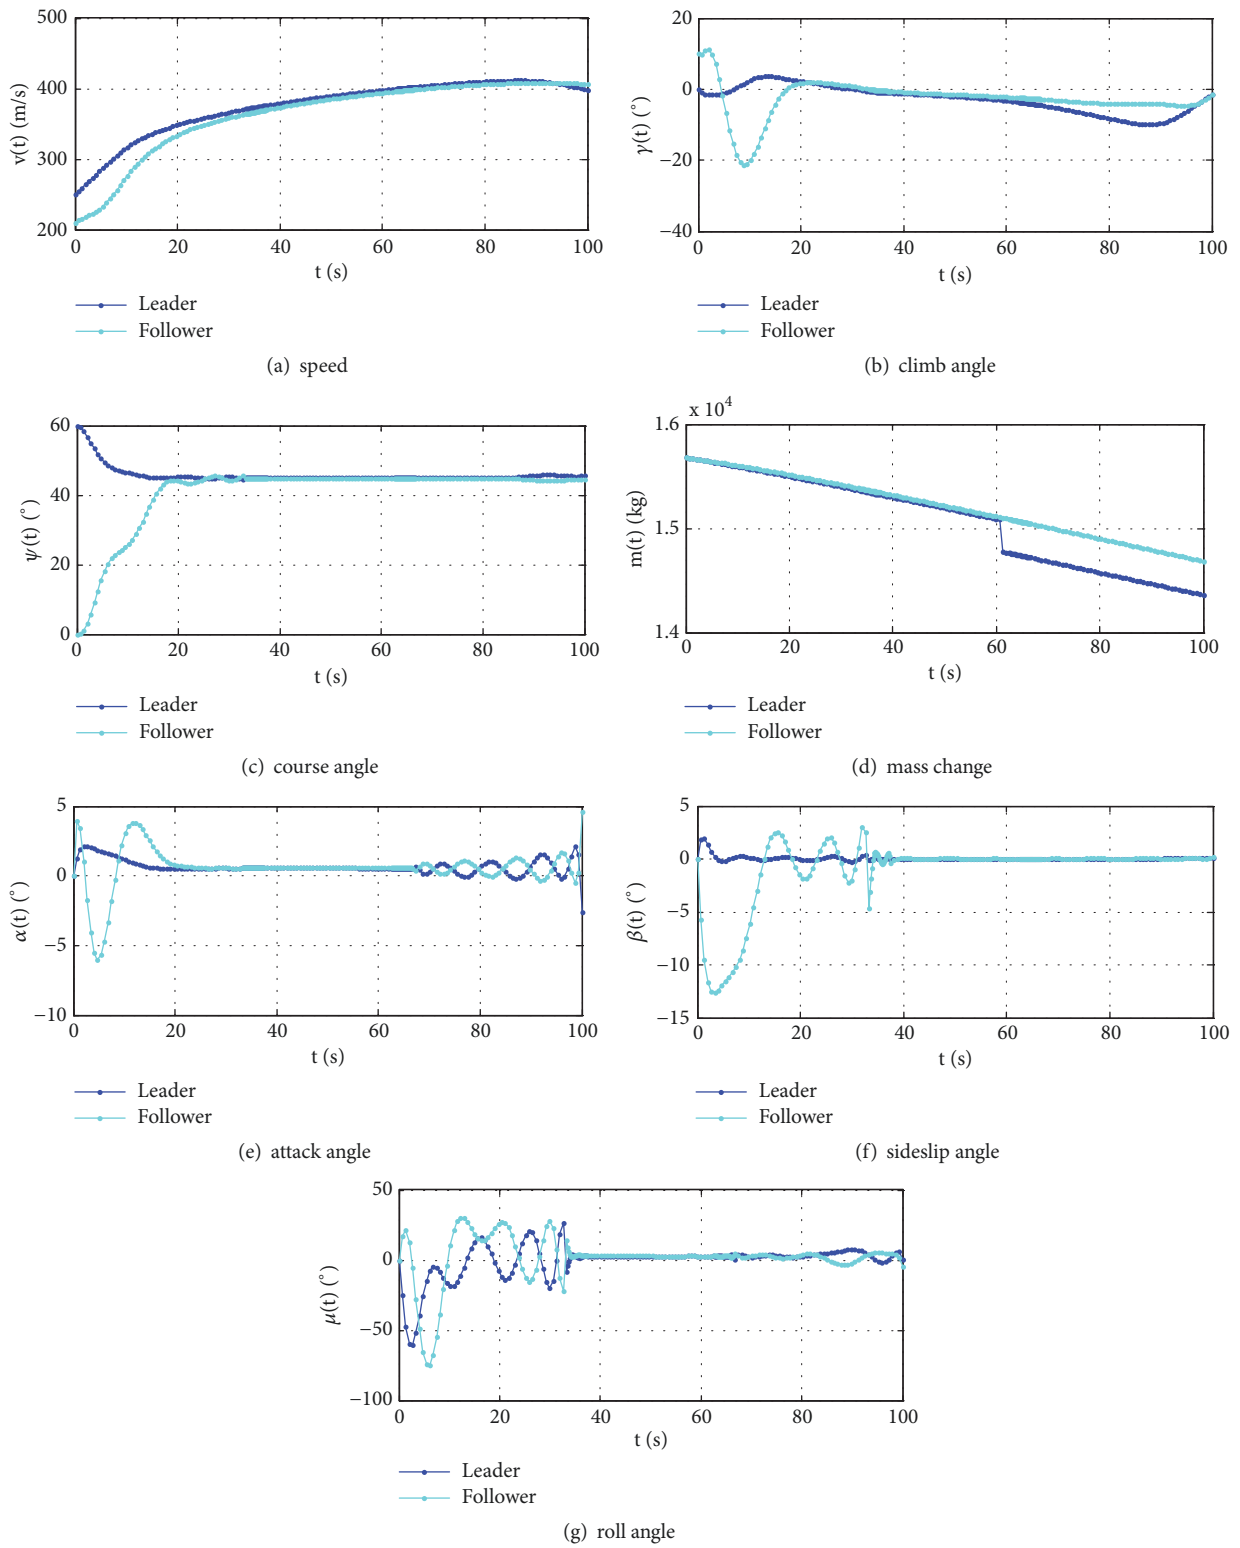 500
400
300
200
v(t) (m/s)
0 20 40 60 80 100
t (s)
Leader
Follower
(a) speed
20
0
−20
−40
γ(t) (°)
0 20 40 60 80 100
t (s)
Leader
Follower
(b) climb angle
60
40
20
0
ψ(t) (°)
0 20 40 60 80 100
t (s)
Leader
Follower
(c) course angle
x 10⁴
1.6
1.5
1.4
m(t) (kg)
0 20 40 60 80 100
t (s)
Leader
Follower
(d) mass change
5
0
−5
−10
α(t) (°)
0 20 40 60 80 100
t (s)
Leader
Follower
(e) attack angle
5
0
−5
−10
−15
β(t) (°)
0 20 40 60 80 100
t (s)
Leader
Follower
(f) sideslip angle
50
0
−50
−100
μ(t) (°)
0 20 40 60 80 100
t (s)
Leader
Follower
(g) roll angle